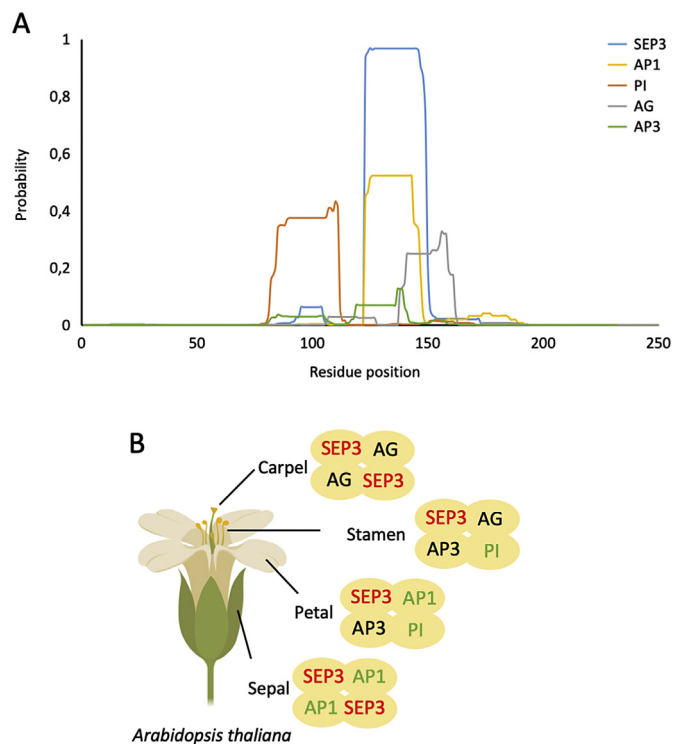 A
1
0,8
0,6
0,4
0,2
0
Probability
0 50 100 150 200 250
Residue position
SEP3
AP1
PI
AG
AP3
B
Carpel
SEP3 AG
AG SEP3
Stamen
SEP3 AG
AP3 PI
Petal
SEP3 AP1
AP3 PI
Sepal
SEP3 AP1
AP1 SEP3
Arabidopsis thaliana